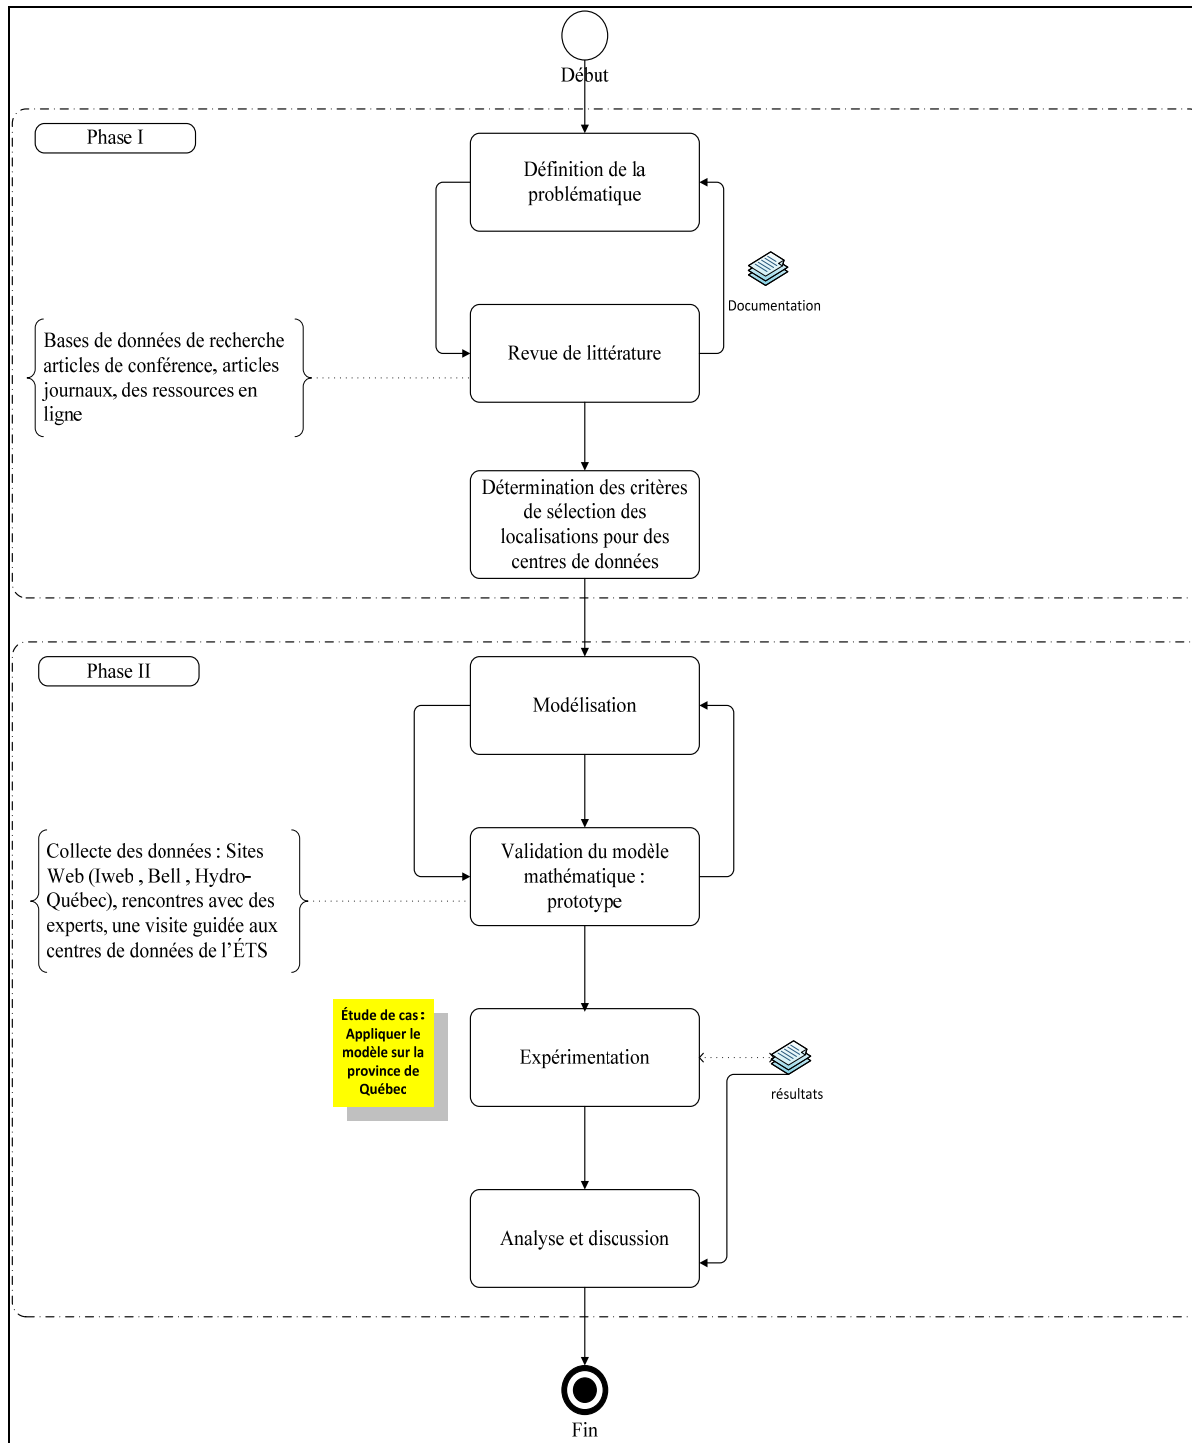 Début
Phase I
Définition de la
problématique
Documentation
Revue de littérature
Bases de données de recherche
articles de conférence, articles
journaux, des ressources en
ligne
Détermination des critères
de sélection des
localisations pour des
centres de données
Phase II
Modélisation
Validation du modèle
mathématique :
prototype
Collecte des données : Sites
Web (Iweb , Bell , Hydro-
Québec), rencontres avec des
experts, une visite guidée aux
centres de données de l'ÉTS
Étude de cas :
Appliquer le
modèle sur la
province de
Québec
Expérimentation
résultats
Analyse et discussion
Fin